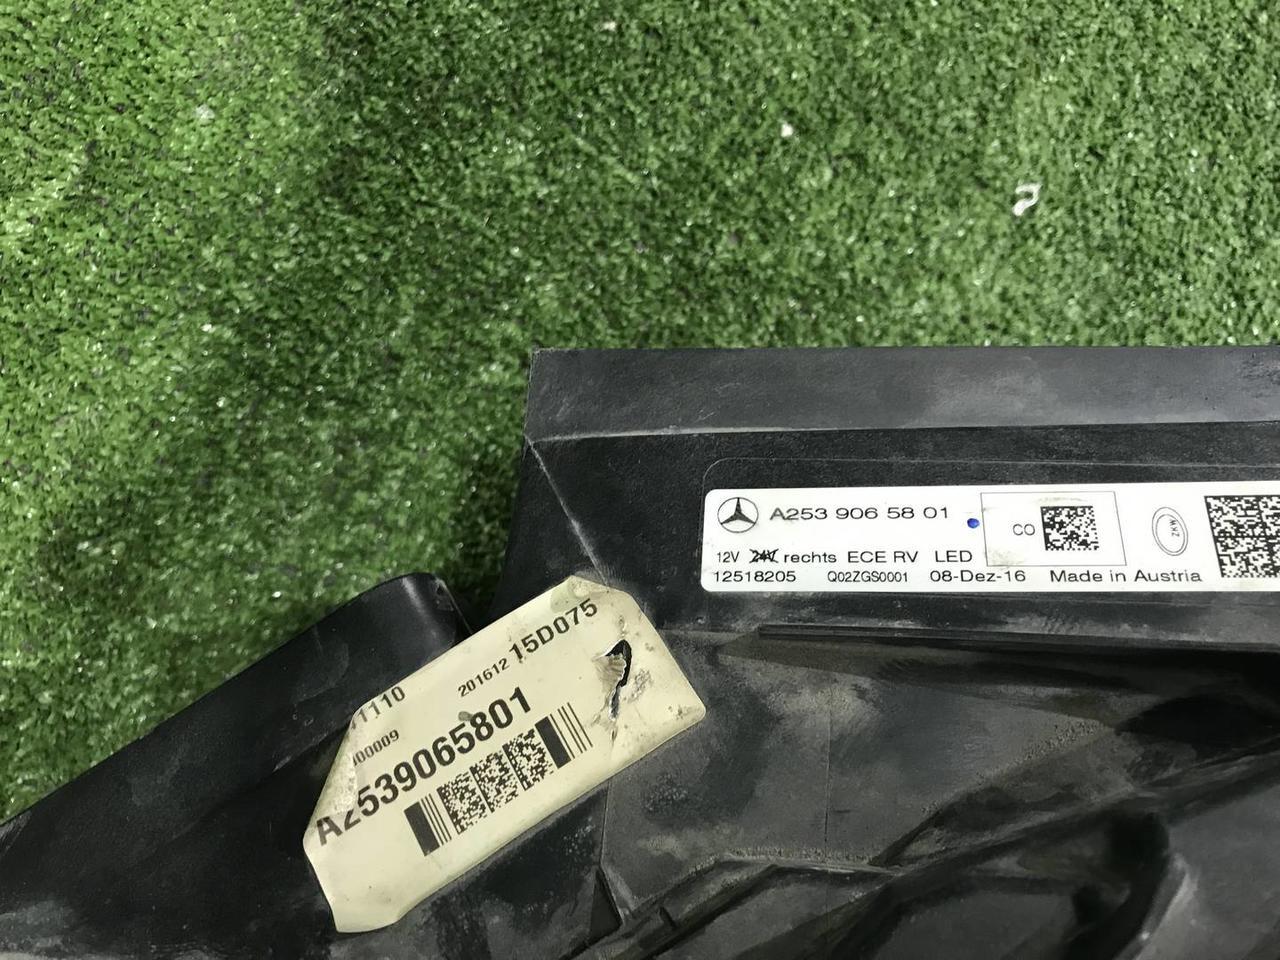 A253 906 58 01
CO
ZKW
12V 24V rechts ECE RV LED
12518205 Q02ZGS0001 08-Dez-16 Made in Austria
201612 15D075
A2539065801